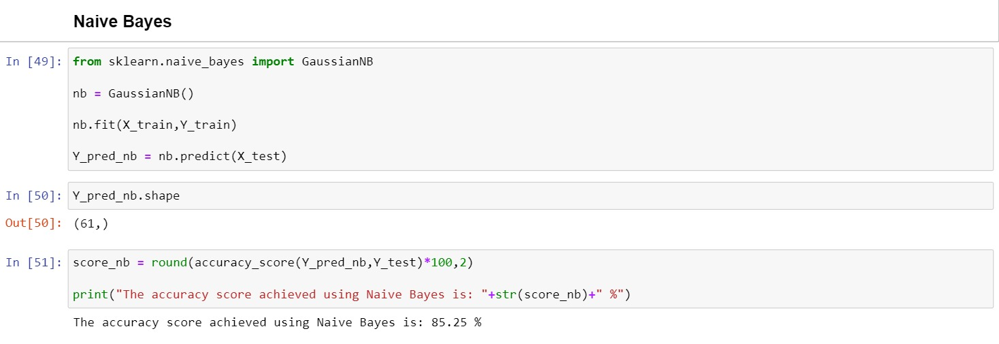 Naive Bayes
In [49]: from sklearn.naive_bayes import GaussianNB
nb = GaussianNB()
nb.fit(X_train,Y_train)
Y_pred_nb = nb.predict(X_test)
In [50]: Y_pred_nb.shape
Out[50]: (61,)
In [51]: score_nb = round(accuracy_score(Y_pred_nb,Y_test)*100,2)
print("The accuracy score achieved using Naive Bayes is: "+str(score_nb)+" %")
The accuracy score achieved using Naive Bayes is: 85.25 %